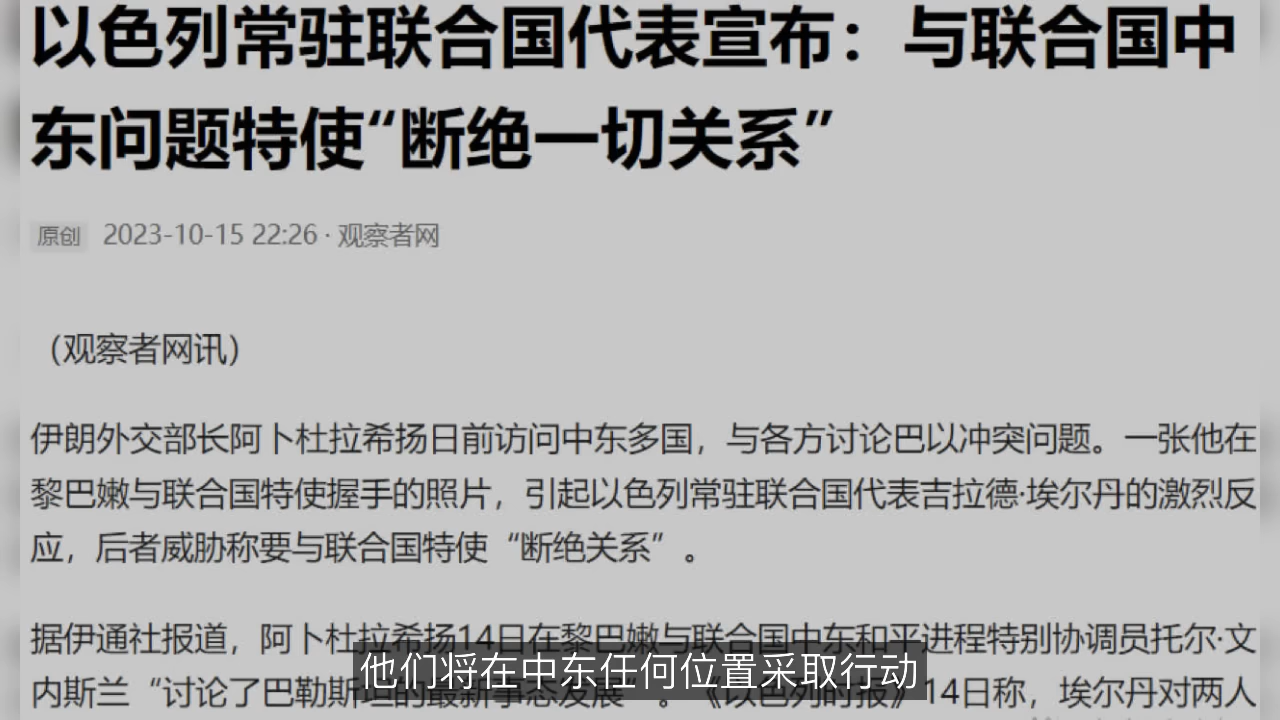 以色列常驻联合国代表宣布：与联合国中
东问题特使“断绝一切关系”
原创 2023-10-15 22:26 · 观察者网
（观察者网讯）
伊朗外交部长阿卜杜拉希扬日前访问中东多国，与各方讨论巴以冲突问题。一张他在
黎巴嫩与联合国特使握手的照片，引起以色列常驻联合国代表吉拉德·埃尔丹的激烈反
应，后者威胁称要与联合国特使“断绝关系”。
据伊通社报道，阿卜杜拉希扬14日在黎巴嫩与联合国中东和平进程特别协调员托尔·文
内斯兰“讨论了巴勒斯坦的最新事态发展”。《以色列时报》14日称，埃尔丹对两人
他们将在中东任何位置采取行动